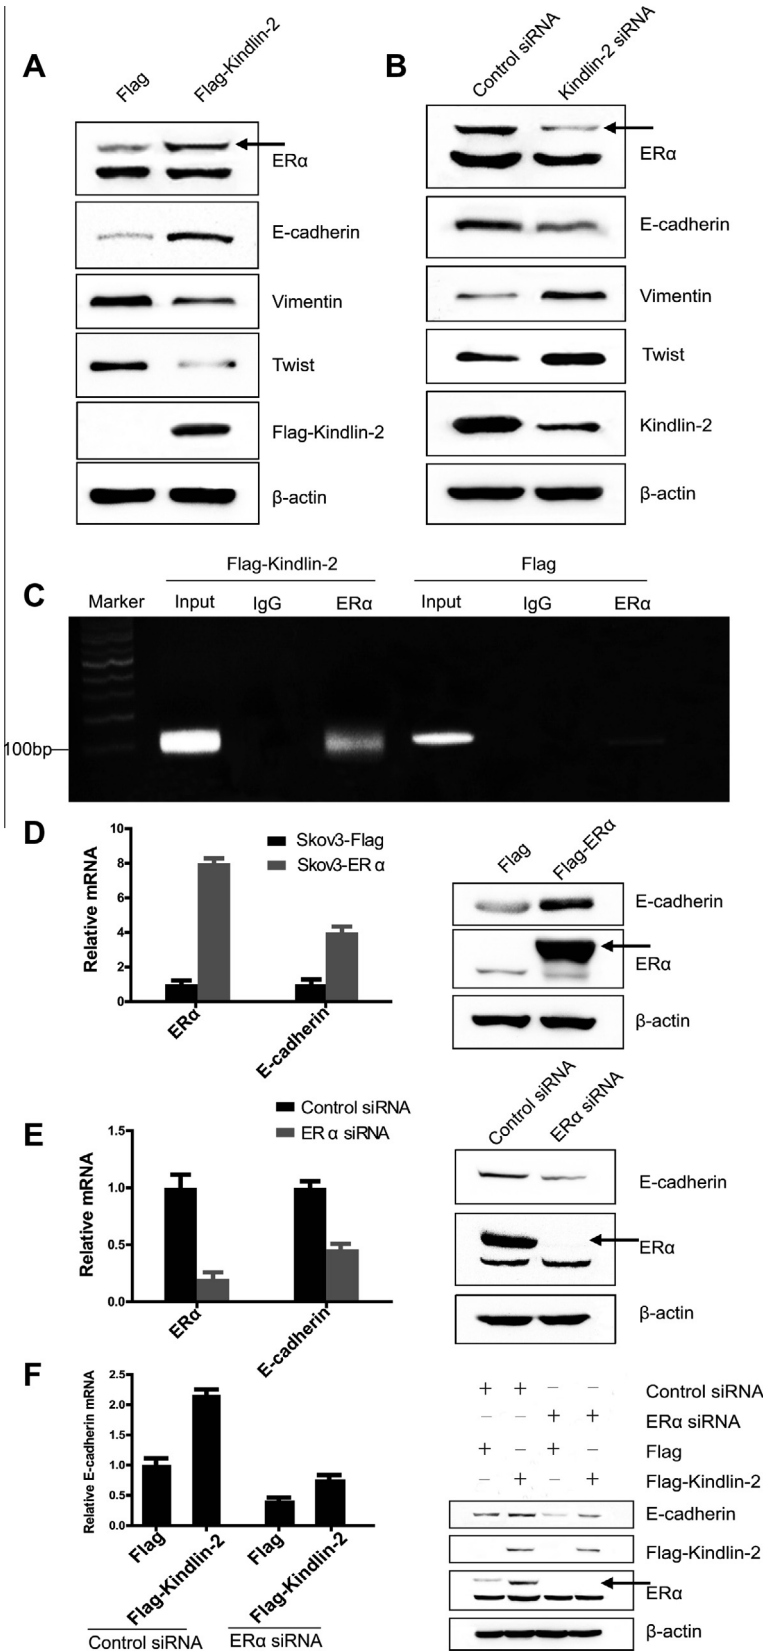 A
Flag
Flag-Kindlin-2
ERα
E-cadherin
Vimentin
Twist
Flag-Kindlin-2
β-actin
B
Control siRNA
Kindlin-2 siRNA
ERα
E-cadherin
Vimentin
Twist
Kindlin-2
β-actin
C
Flag-Kindlin-2
Flag
Marker
Input
IgG
ERα
Input
IgG
ERα
100bp
D
Relative mRNA
10
8
6
4
2
0
Skov3-Flag
Skov3-ER α
ERα
E-cadherin
Flag
Flag-ERα
E-cadherin
ERα
β-actin
E
Relative mRNA
1.5
1.0
0.5
0.0
Control siRNA
ER α siRNA
ERα
E-cadherin
Control siRNA
ERα siRNA
E-cadherin
ERα
β-actin
F
Relative E-cadherin mRNA
2.5
2.0
1.5
1.0
0.5
0.0
Flag
Flag-Kindlin-2
Flag
Flag-Kindlin-2
Control siRNA
ERα siRNA
+ + − − Control siRNA
− − + + ERα siRNA
+ − + − Flag
− + − + Flag-Kindlin-2
E-cadherin
Flag-Kindlin-2
ERα
β-actin